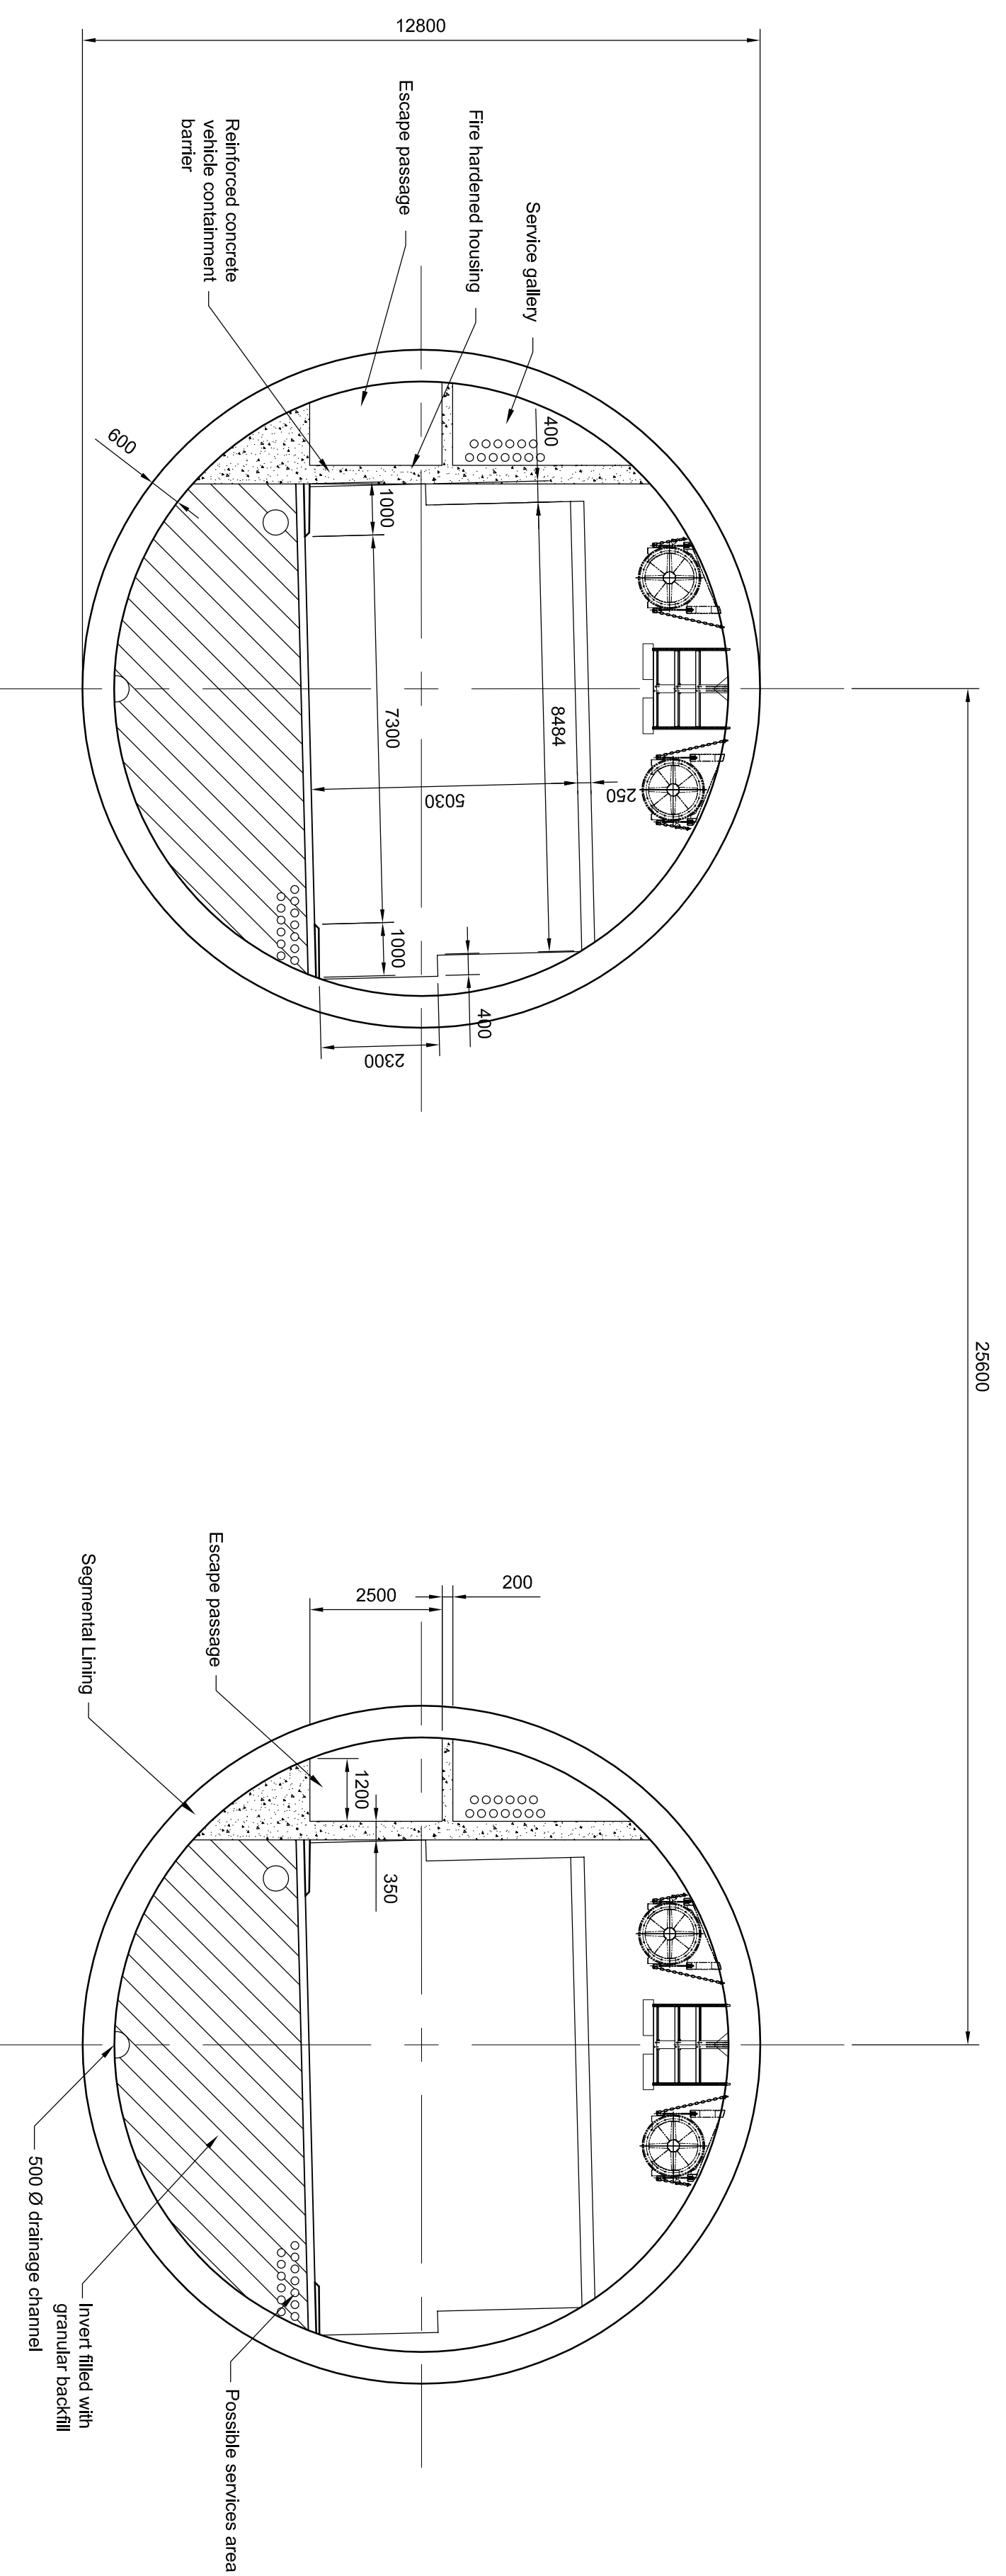 12800
Reinforced concrete
vehicle containment
barrier
Escape passage
Fire hardened housing
Service gallery
600
400
1000
7300
8484
5030
250
1000
400
2300
25600
Segmental Lining
Escape passage
2500
200
1200
350
500 Ø drainage channel
Invert filled with
granular backfill
Possible services area